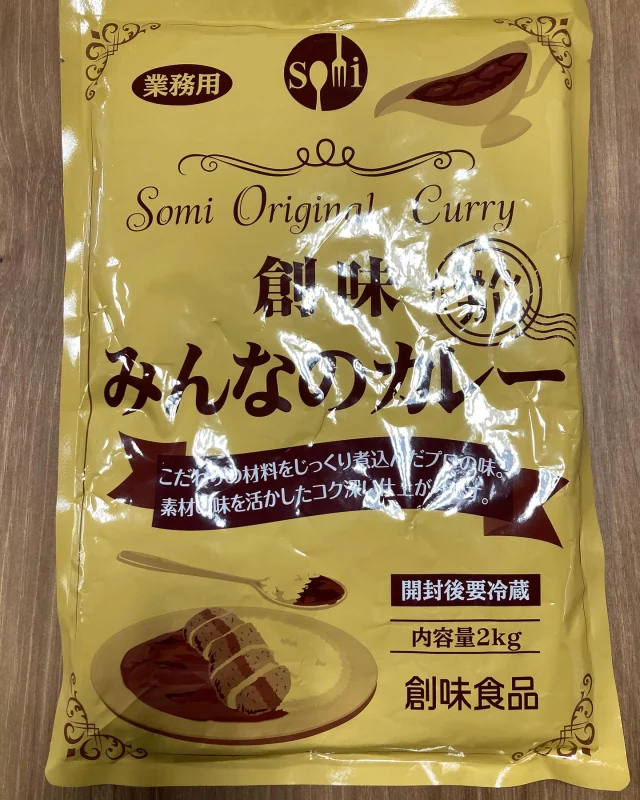 業務用
somi
Somi Original Curry
創味
みんなのカレー
こだわりの材料をじっくり煮込んだプロの味。
素材の味を活かしたコク深い仕上がりです。
開封後要冷蔵
内容量2kg
創味食品